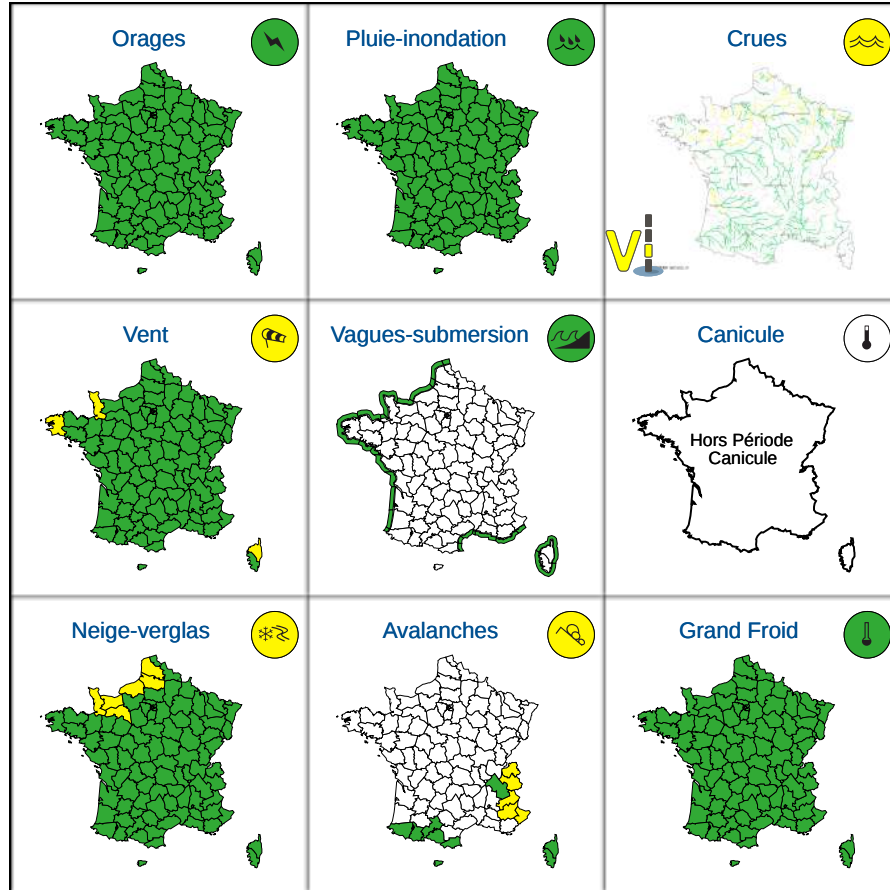 Orages
Pluie-inondation
Crues
V
Vent
Vagues-submersion
Canicule
Hors Période
Canicule
Neige-verglas
Avalanches
Grand Froid